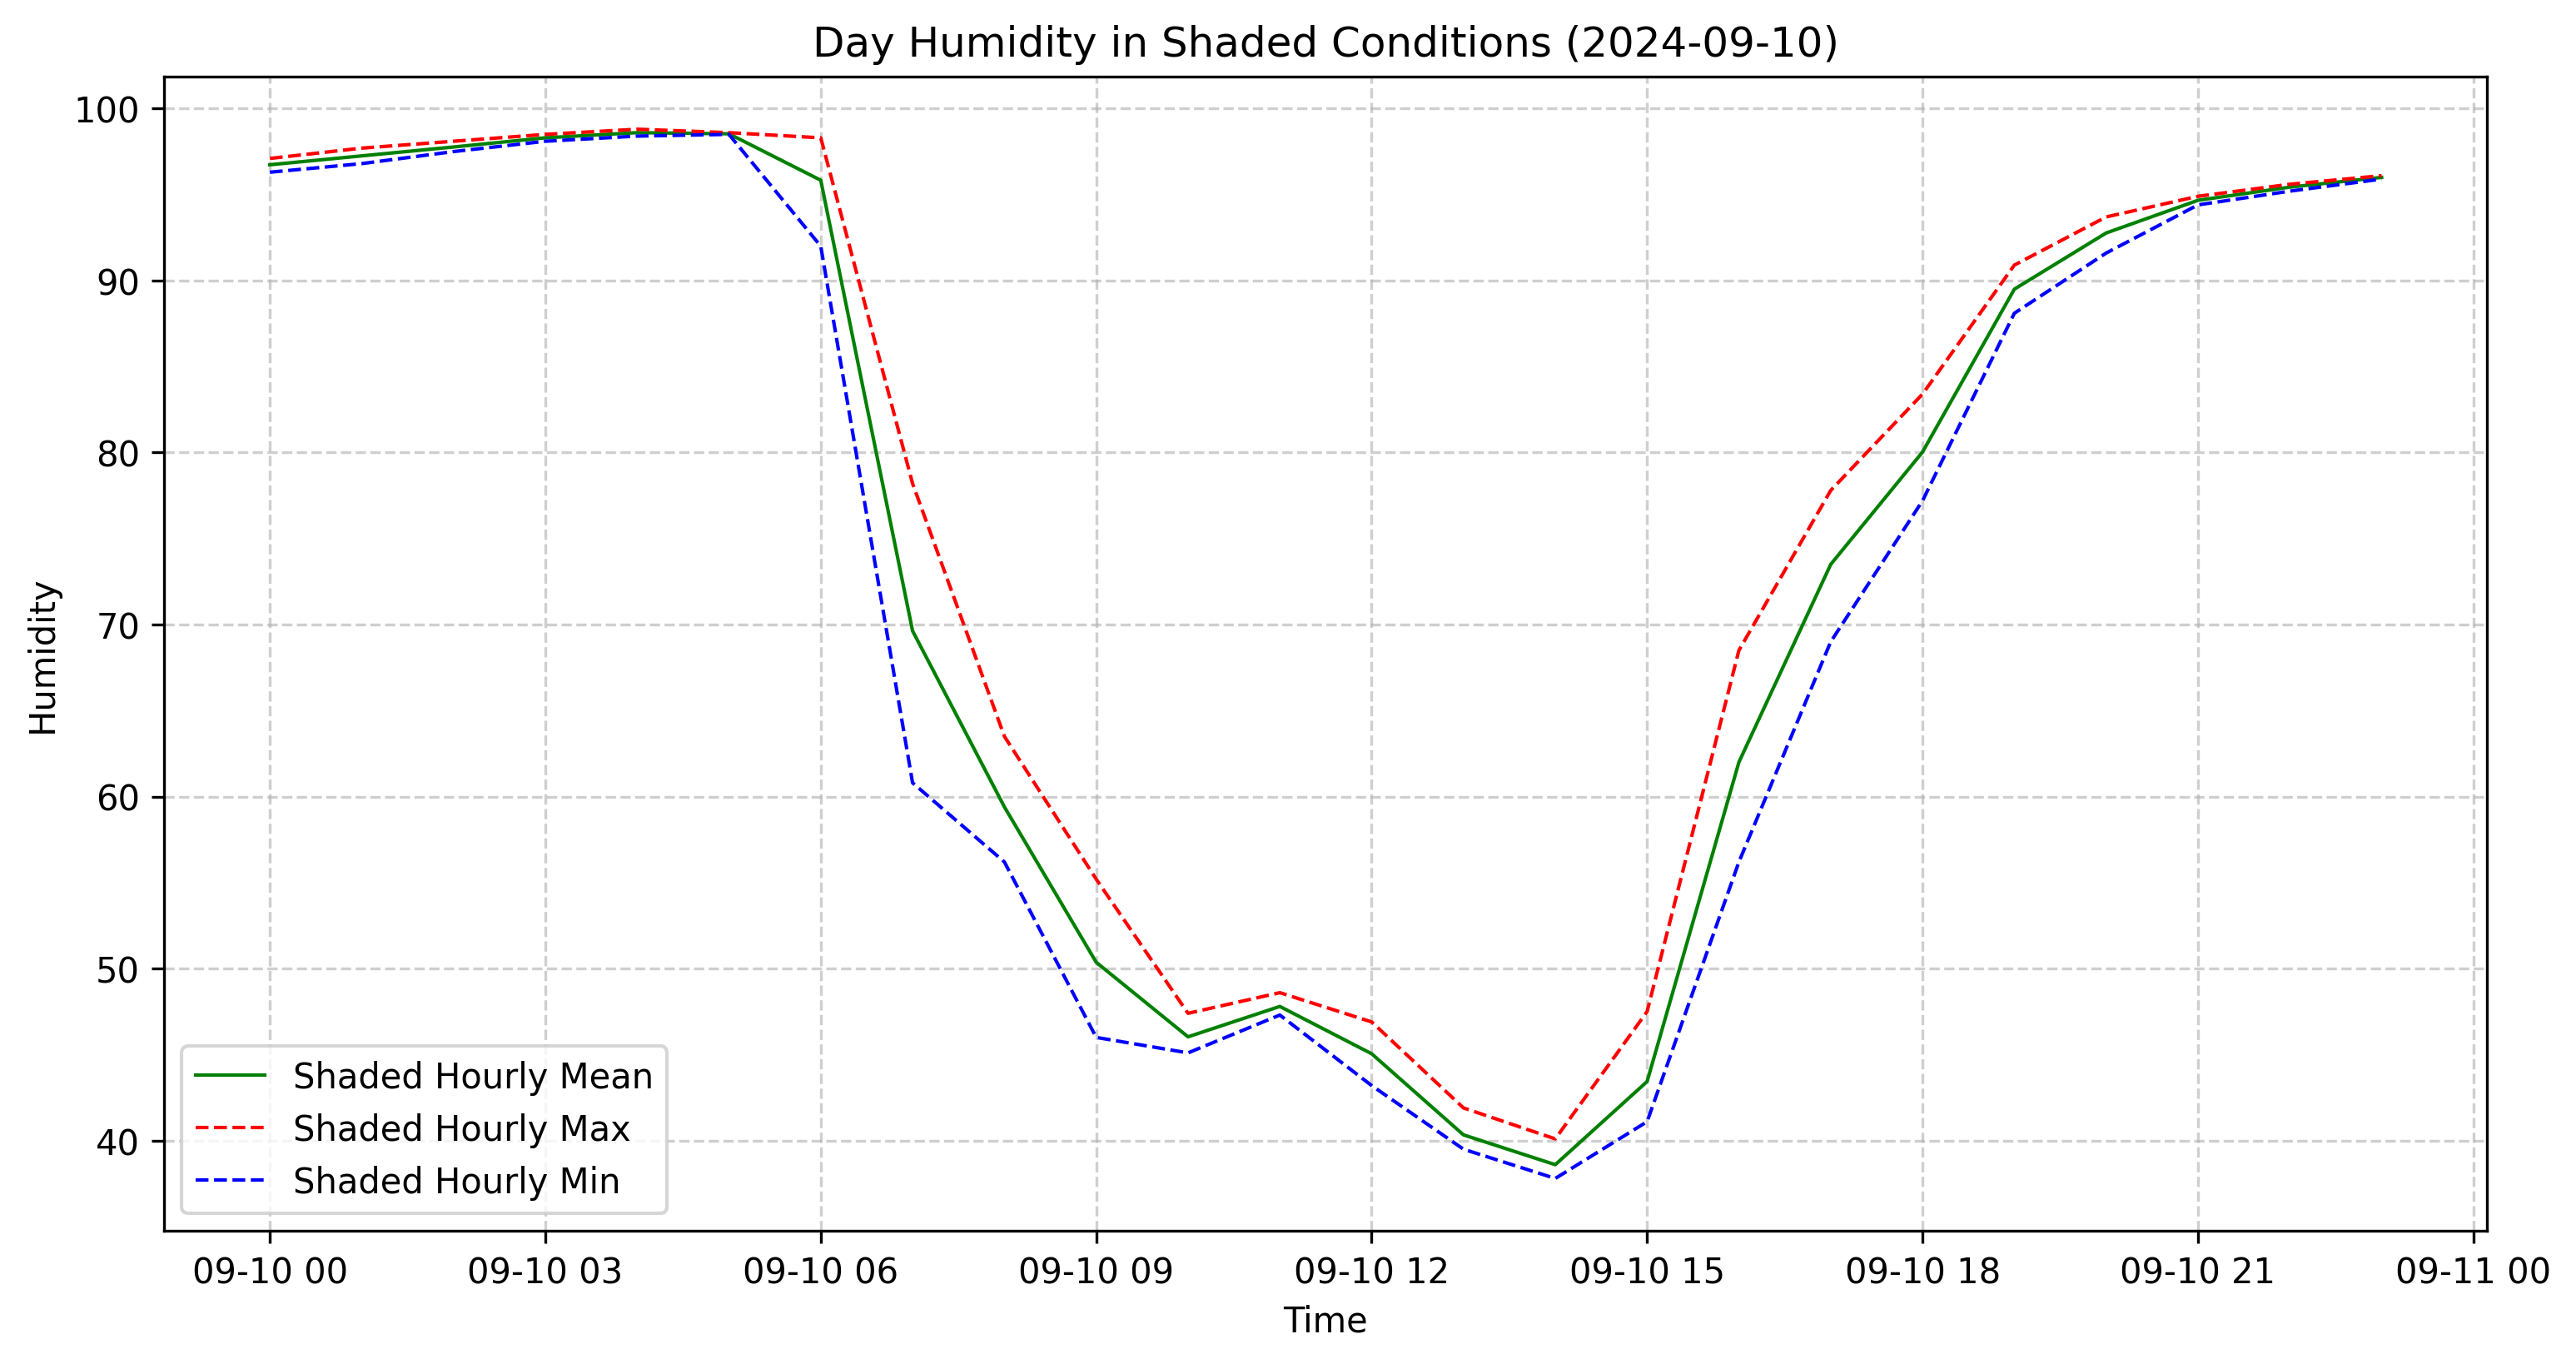 Day Humidity in Shaded Conditions (2024-09-10)
100
90
80
70
60
50
40
Humidity
Shaded Hourly Mean
Shaded Hourly Max
Shaded Hourly Min
09-10 00
09-10 03
09-10 06
09-10 09
09-10 12
09-10 15
09-10 18
09-10 21
09-11 00
Time